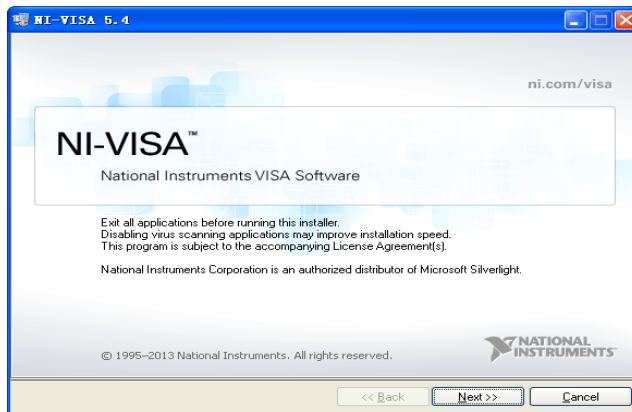 NI-VISA 5.4
ni.com/visa
NI-VISA™
National Instruments VISA Software
Exit all applications before running this installer.
Disabling virus scanning applications may improve installation speed.
This program is subject to the accompanying License Agreement(s).
National Instruments Corporation is an authorized distributor of Microsoft Silverlight.
© 1995–2013 National Instruments. All rights reserved.
NATIONAL
INSTRUMENTS™
<< Back
Next >>
Cancel